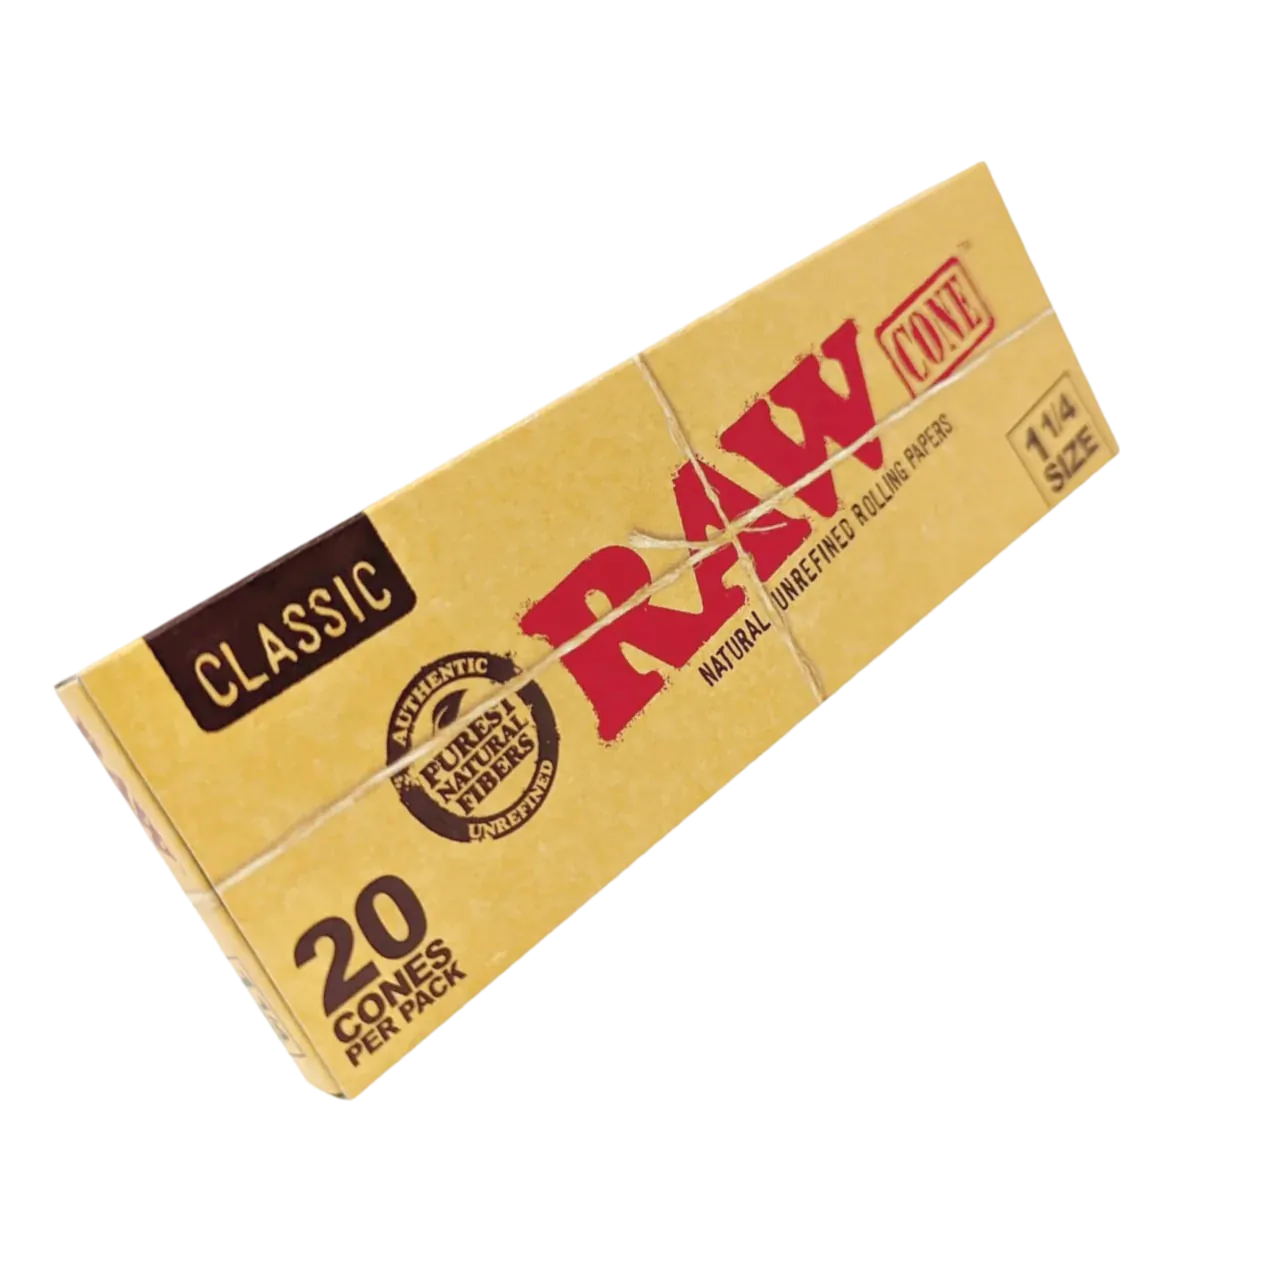 CLASSIC
RAW
CONE
™
NATURAL UNREFINED ROLLING PAPERS
1 1/4
SIZE
AUTHENTIC
PUREST
NATURAL
FIBERS
UNREFINED
20
CONES
PER PACK